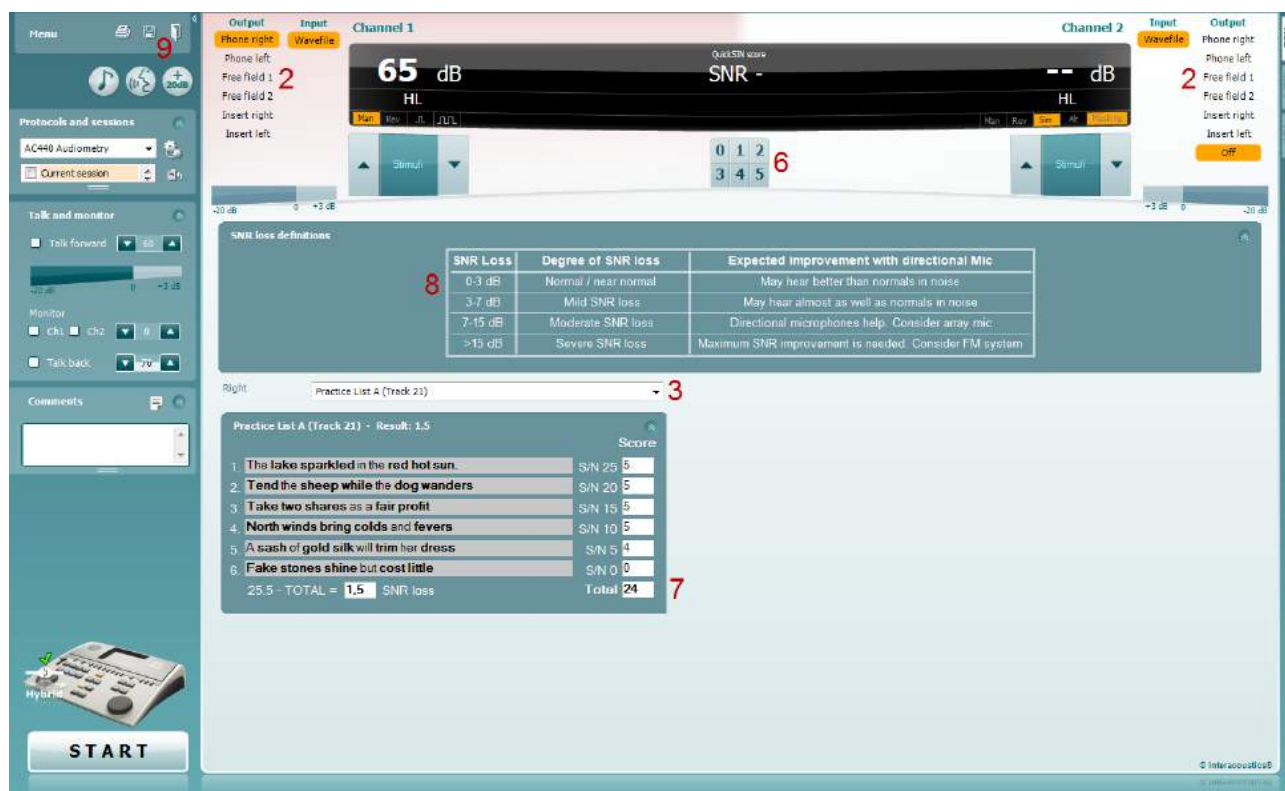 Menu
9
+20dB
Protocols and sessions
AC440 Audiometry
Current session
Talk and monitor
Talk forward 60
-20 dB 0 +3 dB
Monitor
Ch1 Ch2 0
Talk back 70
Comments
Hybrid
START
Output Input Channel 1
Phone right Wavefile
Phone left
Free field 1
Free field 2
Insert right
Insert left
2
65 dB
HL
Man Rev
QuickSIN score
SNR -
Channel 2 Input Output
Wavefile Phone right
Phone left
Free field 1
Free field 2
Insert right
Insert left
Off
2
-- dB
HL
Man Rev Sim Alt
Stimuli
0 1 2
3 4 5
6
Stimuli
-20 dB 0 +3 dB
+3 dB 0 -20 dB
SNR loss definitions
8
SNR Loss Degree of SNR loss Expected improvement with directional Mic
0-3 dB Normal / near normal May hear better than normals in noise
3-7 dB Mild SNR loss May hear almost as well as normals in noise
7-15 dB Moderate SNR loss Directional microphones help. Consider array mic
>15 dB Severe SNR loss Maximum SNR improvement is needed. Consider FM system
Right Practice List A (Track 21) 3
Practice List A (Track 21) - Result: 1,5
Score
1. The lake sparkled in the red hot sun. S/N 25 5
2. Tend the sheep while the dog wanders S/N 20 5
3. Take two shares as a fair profit S/N 15 5
4. North winds bring colds and fevers S/N 10 5
5. A sash of gold silk will trim her dress S/N 5 4
6. Fake stones shine but cost little S/N 0 0
25.5 - TOTAL = 1,5 SNR loss Total 24 7
© Interacoustics®